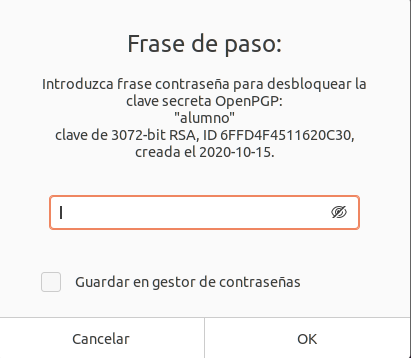 Frase de paso:
Introduzca frase contraseña para desbloquear la
clave secreta OpenPGP:
"alumno"
clave de 3072-bit RSA, ID 6FFD4F4511620C30,
creada el 2020-10-15.
Guardar en gestor de contraseñas
Cancelar
OK